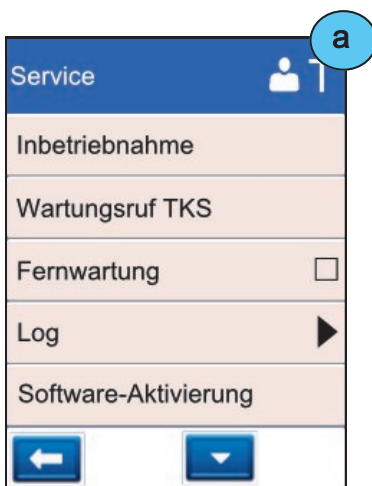 a
Service
Inbetriebnahme
Wartungsruf TKS
Fernwartung
Log
Software-Aktivierung